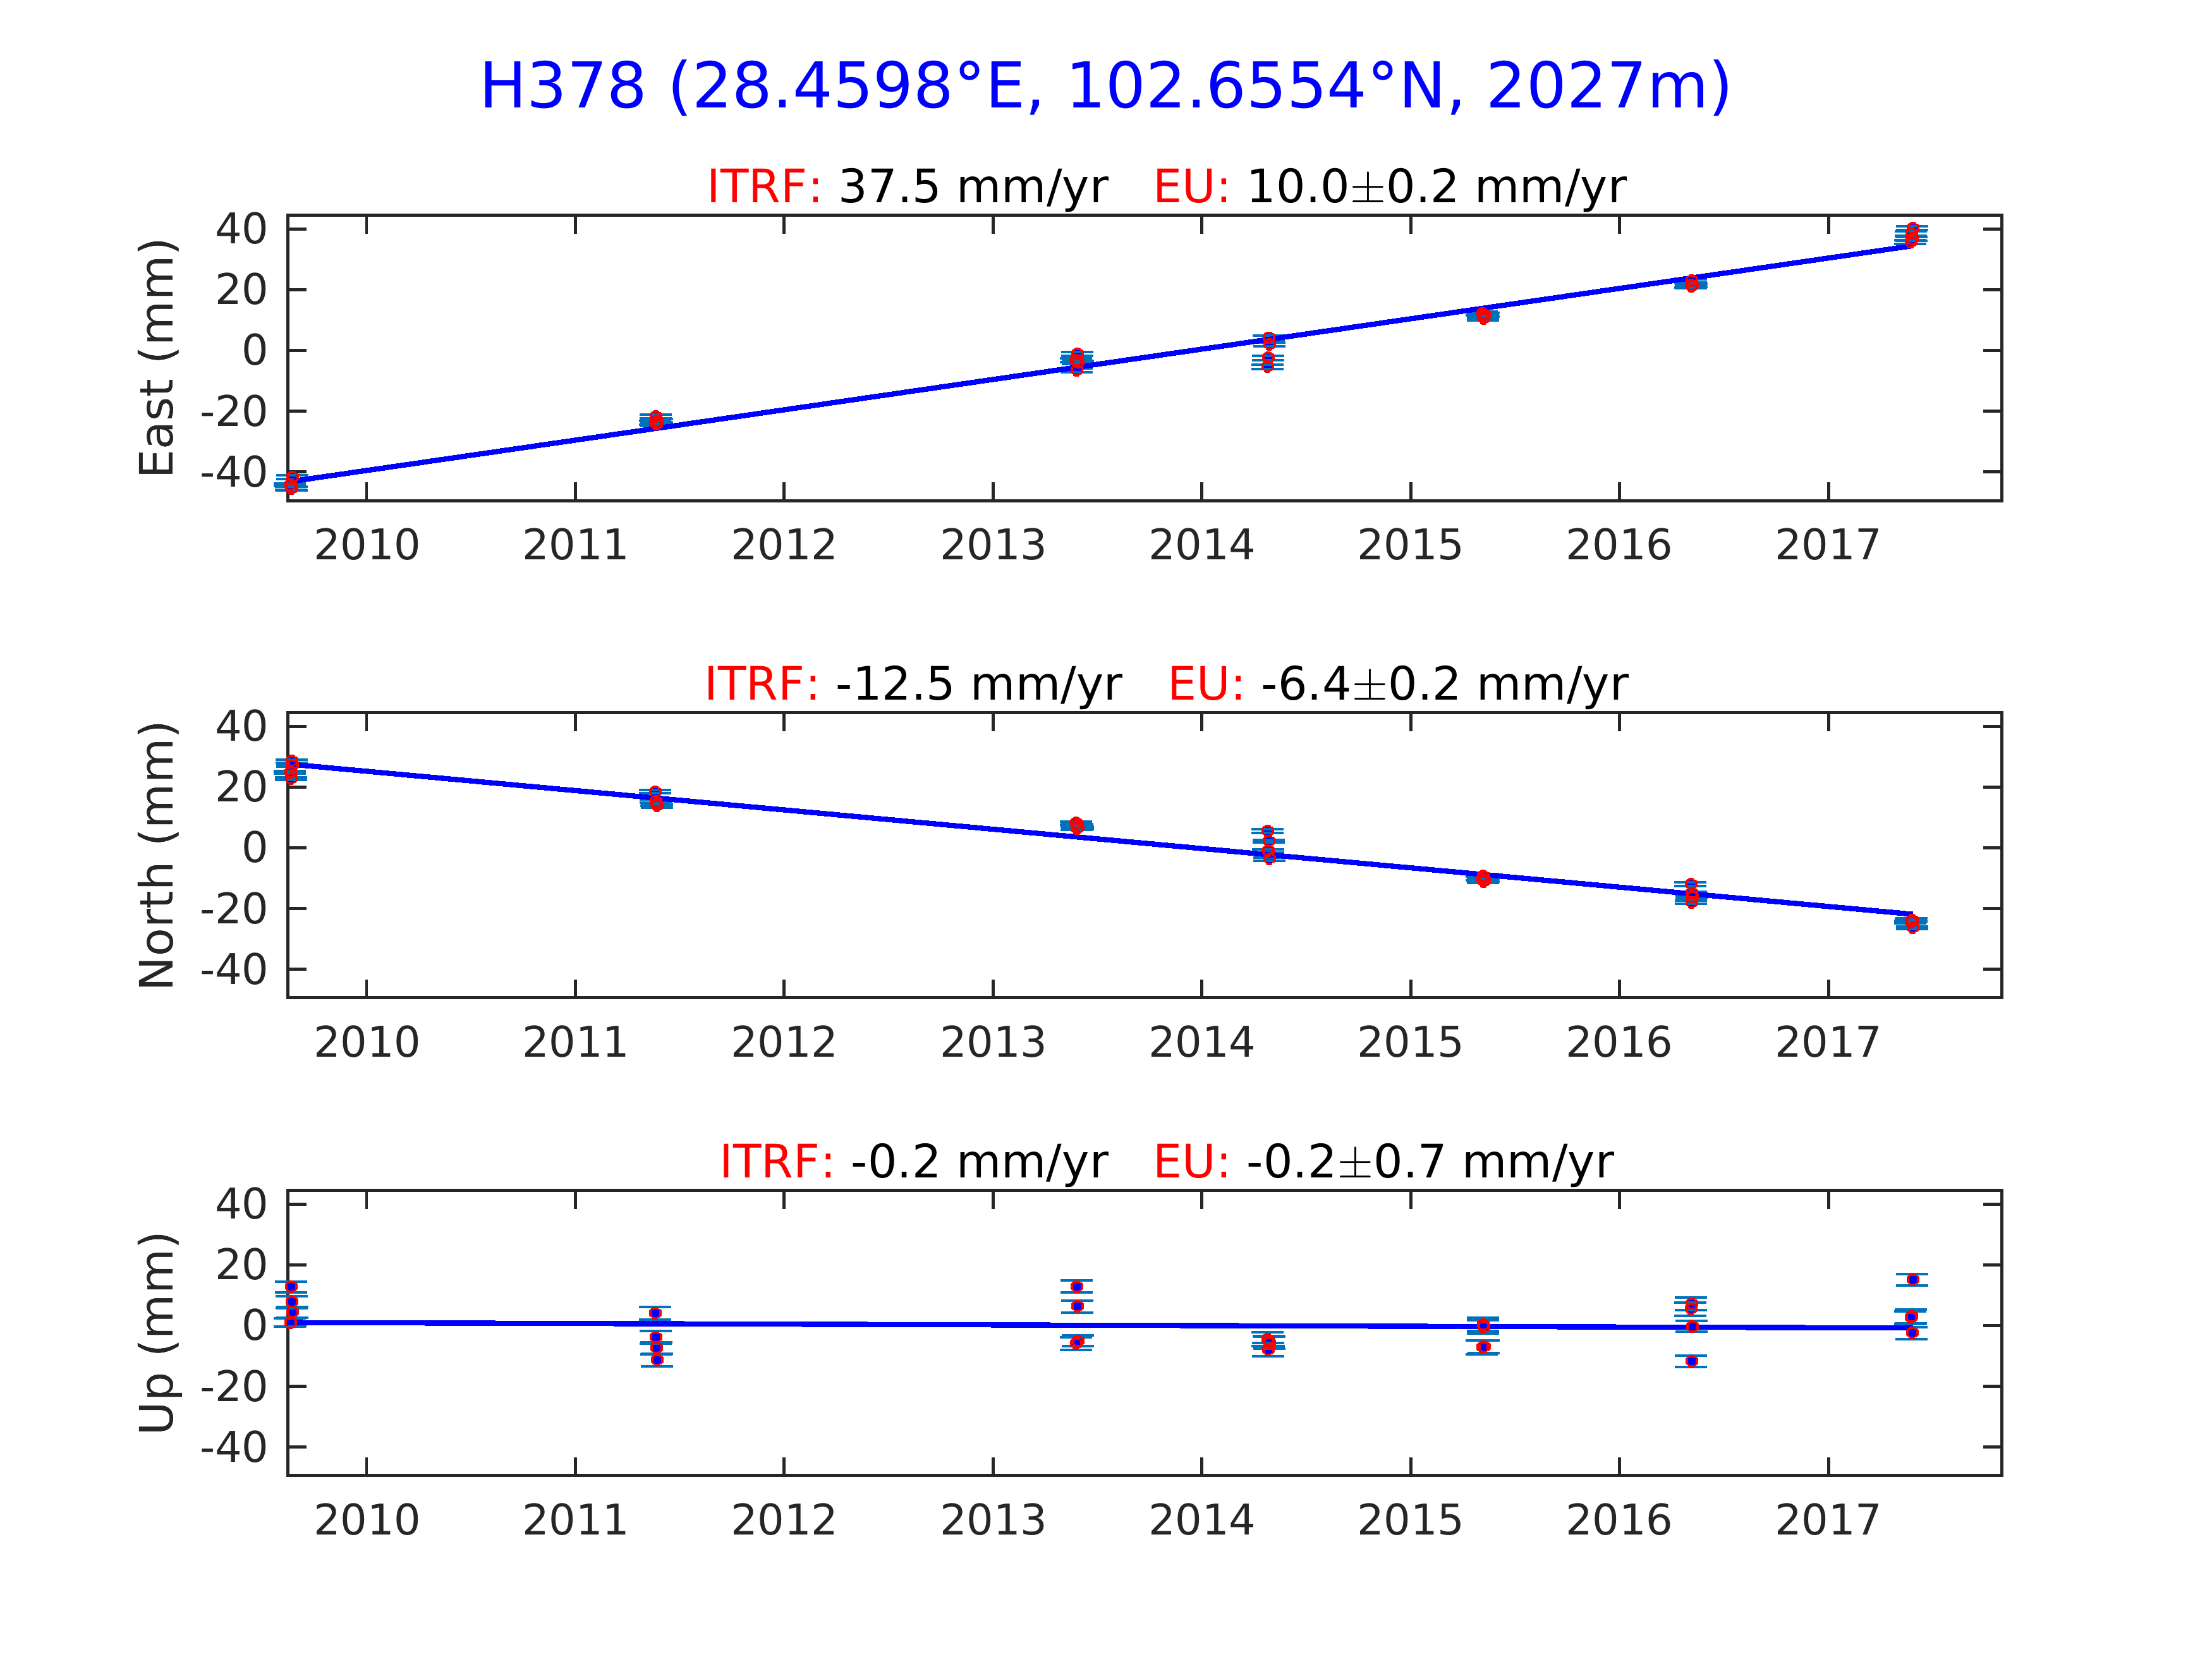 H378 (28.4598°E, 102.6554°N, 2027m)
ITRF: 37.5 mm/yr EU: 10.0±0.2 mm/yr
East (mm)
40
20
0
-20
-40
2010 2011 2012 2013 2014 2015 2016 2017
ITRF: -12.5 mm/yr EU: -6.4±0.2 mm/yr
North (mm)
40
20
0
-20
-40
2010 2011 2012 2013 2014 2015 2016 2017
ITRF: -0.2 mm/yr EU: -0.2±0.7 mm/yr
Up (mm)
40
20
0
-20
-40
2010 2011 2012 2013 2014 2015 2016 2017